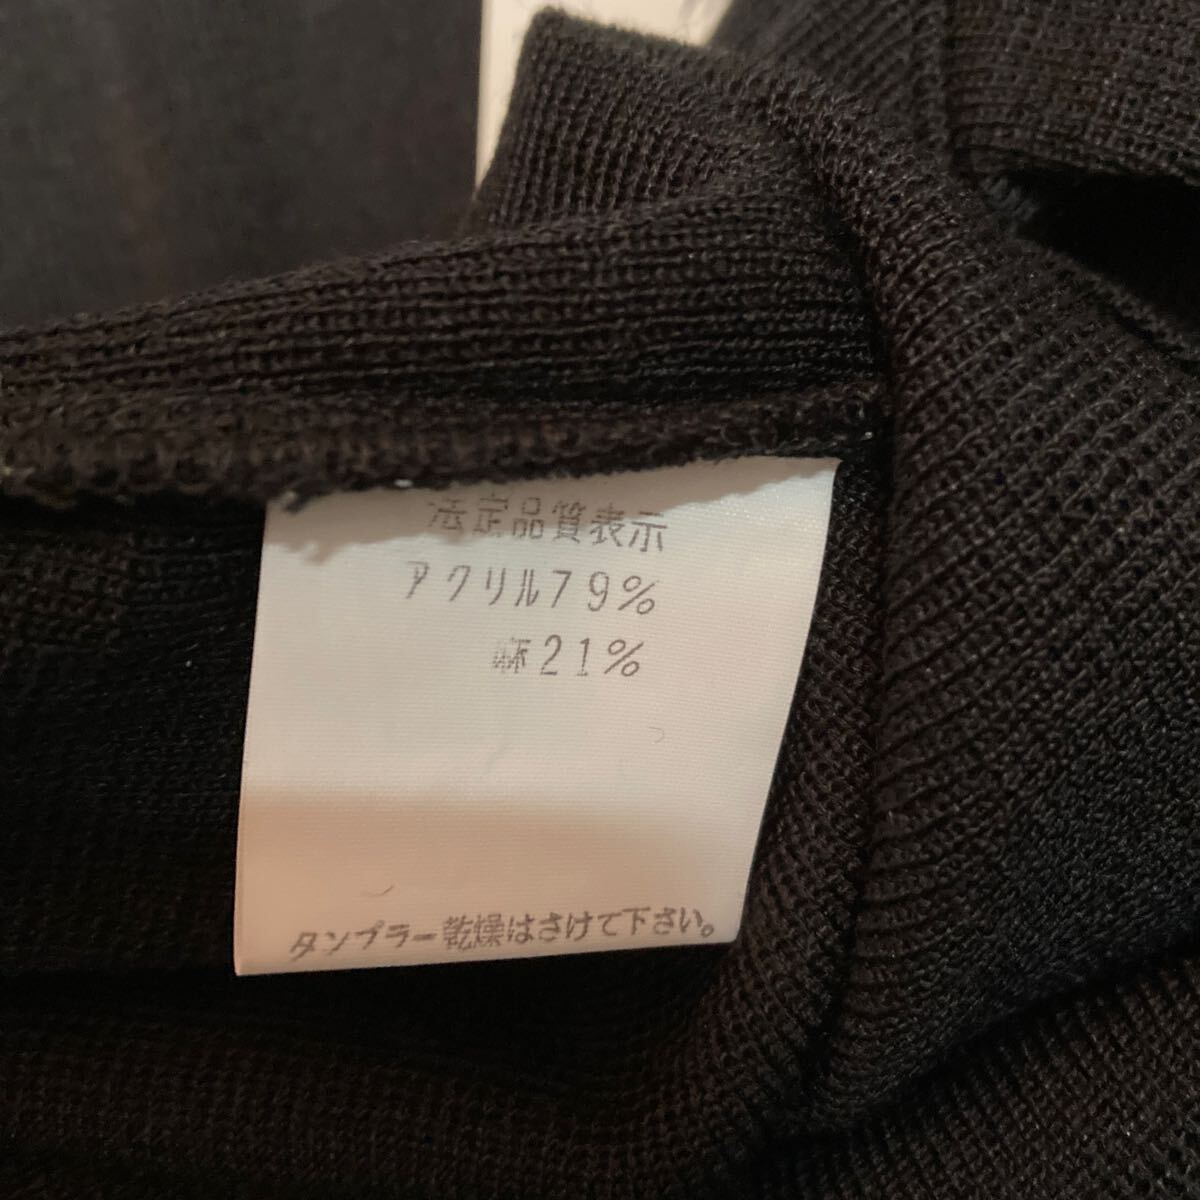 法定品質表示
アクリル79%
麻21%
タンブラー乾燥はさけて下さい。